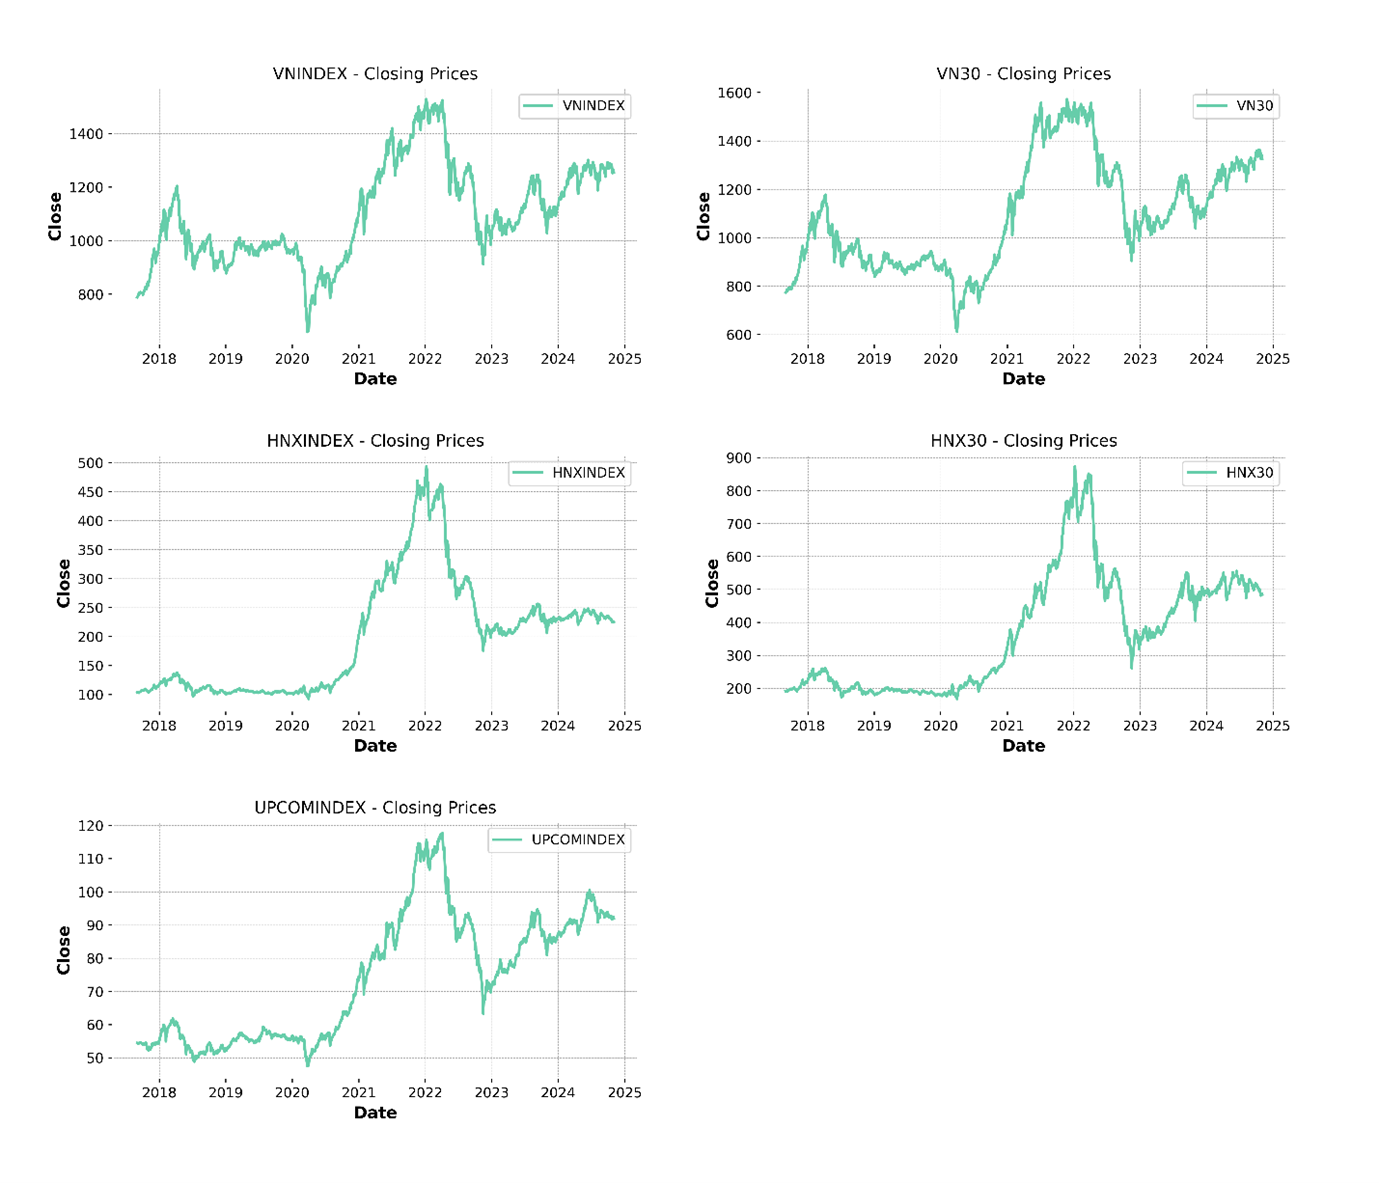 VNINDEX - Closing Prices
VNINDEX
1400
1200
1000
800
Close
2018 2019 2020 2021 2022 2023 2024 2025
Date
VN30 - Closing Prices
VN30
1600
1400
1200
1000
800
600
Close
2018 2019 2020 2021 2022 2023 2024 2025
Date
HNXINDEX - Closing Prices
HNXINDEX
500
450
400
350
300
250
200
150
100
Close
2018 2019 2020 2021 2022 2023 2024 2025
Date
HNX30 - Closing Prices
HNX30
900
800
700
600
500
400
300
200
Close
2018 2019 2020 2021 2022 2023 2024 2025
Date
UPCOMINDEX - Closing Prices
UPCOMINDEX
120
110
100
90
80
70
60
50
Close
2018 2019 2020 2021 2022 2023 2024 2025
Date